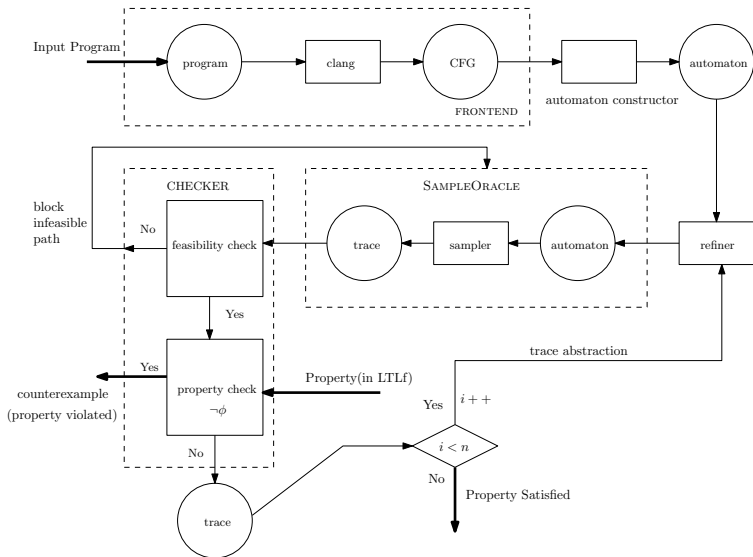 Input Program
program
clang
CFG
FRONTEND
automaton constructor
automaton
block
infeasible
path
CHECKER
No
feasibility check
SAMPLEORACLE
trace
sampler
automaton
refiner
Yes
Yes
property check
¬ϕ
Property(in LTLf)
counterexample
(property violated)
trace abstraction
Yes
i + +
i < n
No
No
Property Satisfied
trace